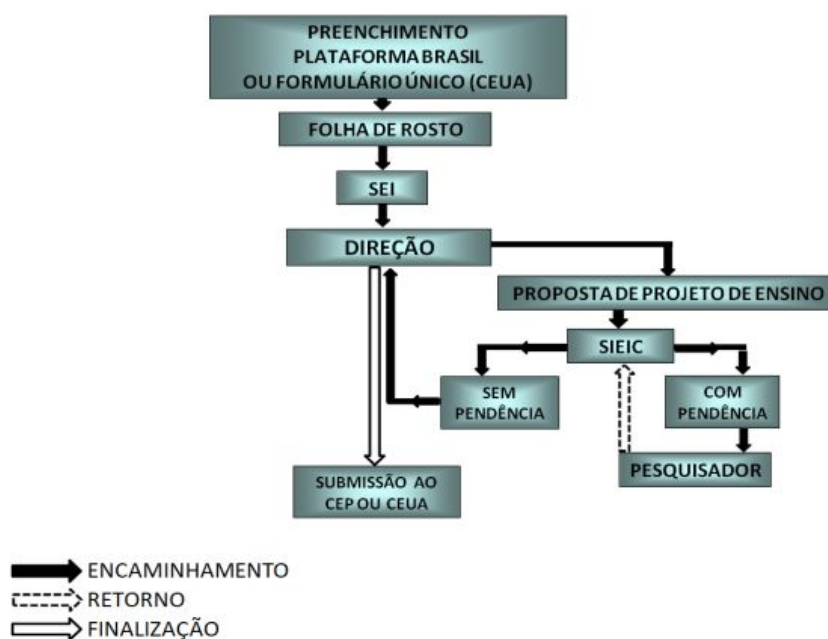 PREENCHIMENTO
PLATAFORMA BRASIL
OU FORMULÁRIO ÚNICO (CEUA)
FOLHA DE ROSTO
SEI
DIREÇÃO
PROPOSTA DE PROJETO DE ENSINO
SIEIC
SEM
PENDÊNCIA
COM
PENDÊNCIA
PESQUISADOR
SUBMISSÃO AO
CEP OU CEUA
ENCAMINHAMENTO
RETORNO
FINALIZAÇÃO